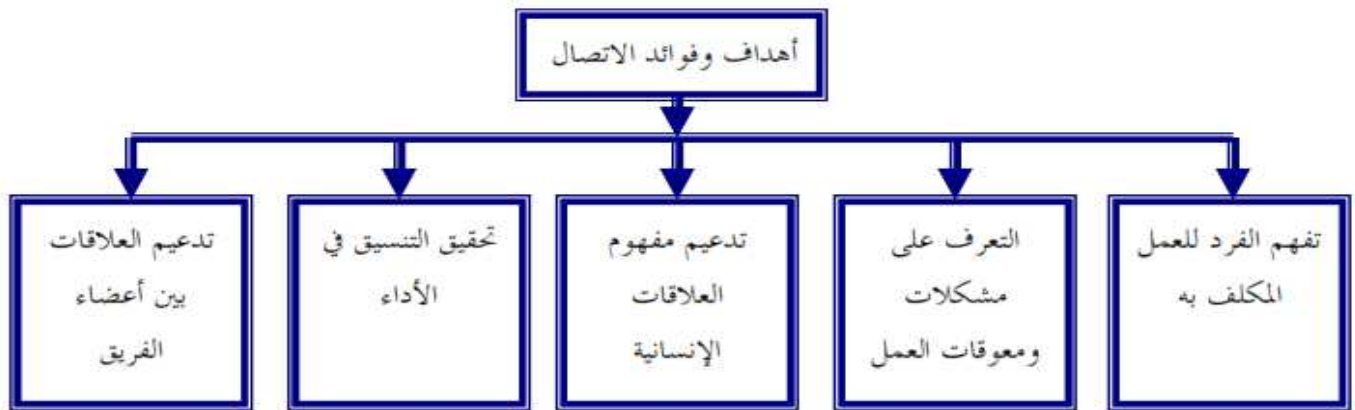 أهداف وفوائد الاتصال
تفهم الفرد للعمل
المكلف به
التعرف على
مشكلات
ومعوقات العمل
تدعيم مفهوم
العلاقات
الإنسانية
تحقيق التنسيق في
الأداء
تدعيم العلاقات
بين أعضاء
الفريق